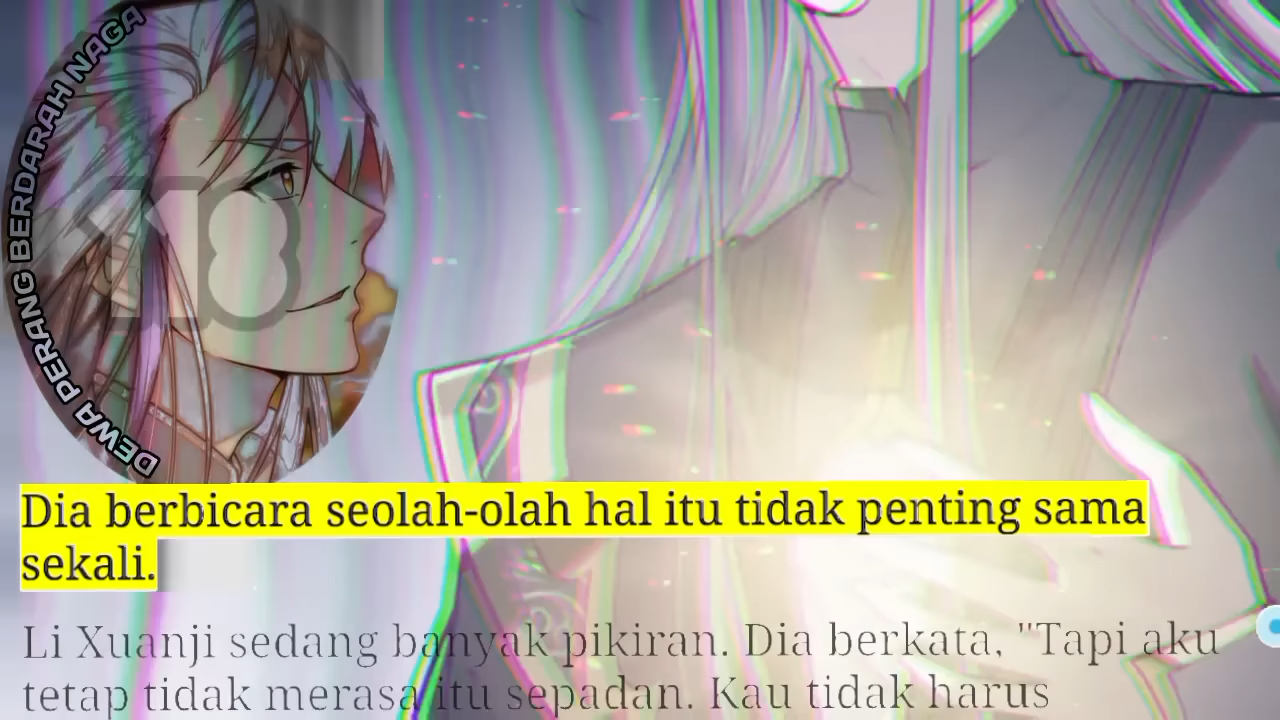 DEWA PERANG BERDARAH NAGA
Dia berbicara seolah-olah hal itu tidak penting sama
sekali.
Li Xuanji sedang banyak pikiran. Dia berkata, "Tapi aku
tetap tidak merasa itu sepadan. Kau tidak harus